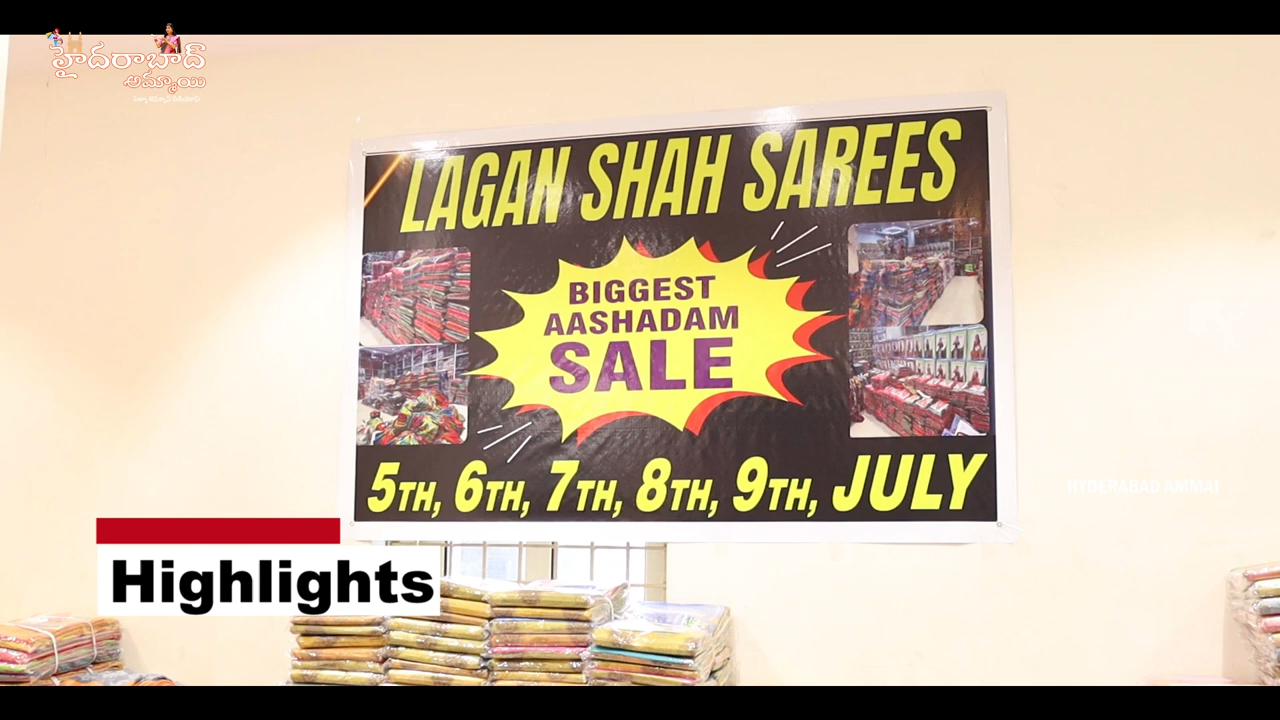 హైదరాబాద్
అమ్మాయి
LAGAN SHAH SAREES
BIGGEST
AASHADAM
SALE
5TH, 6TH, 7TH, 8TH, 9TH, JULY
HYDERABAD AMMAI
Highlights